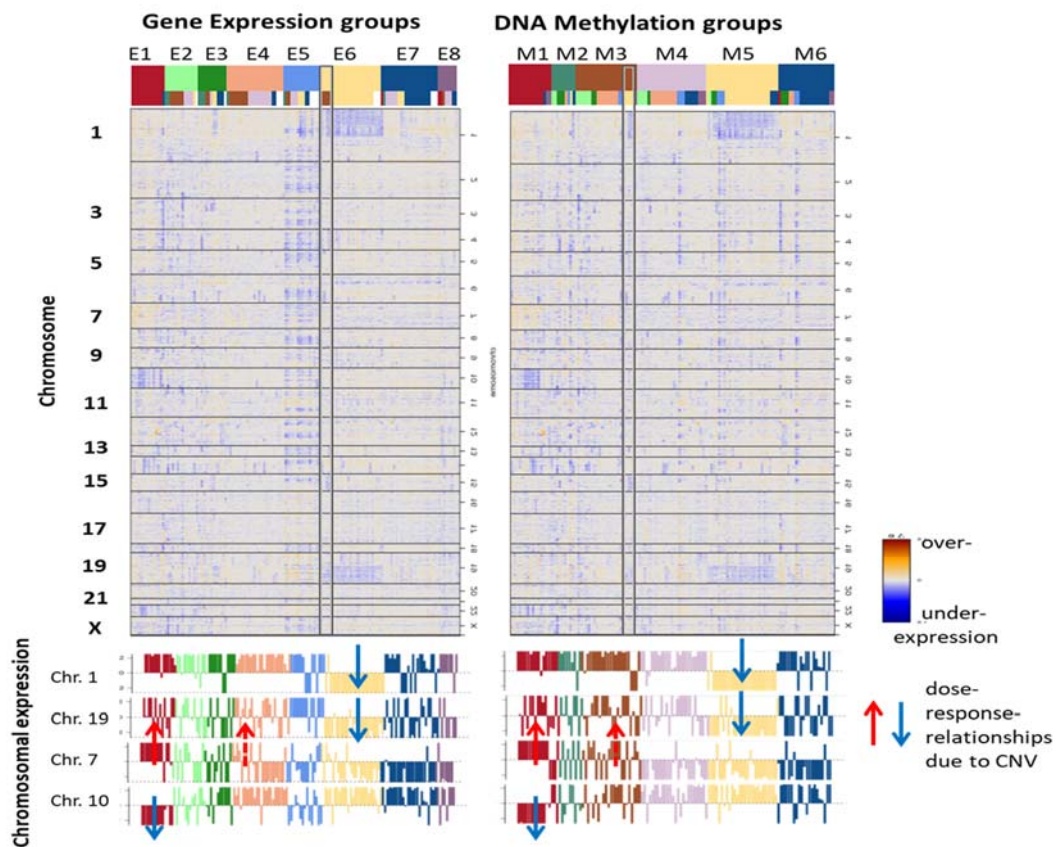 Gene Expression groups
DNA Methylation groups
E1 E2 E3 E4 E5 E6 E7 E8
M1 M2 M3 M4 M5 M6
Chromosome
1
3
5
7
9
11
13
15
17
19
21
X
over-
under-
expression
Chromosomal expression
Chr. 1
Chr. 19
Chr. 7
Chr. 10
dose-
response-
relationships
due to CNV